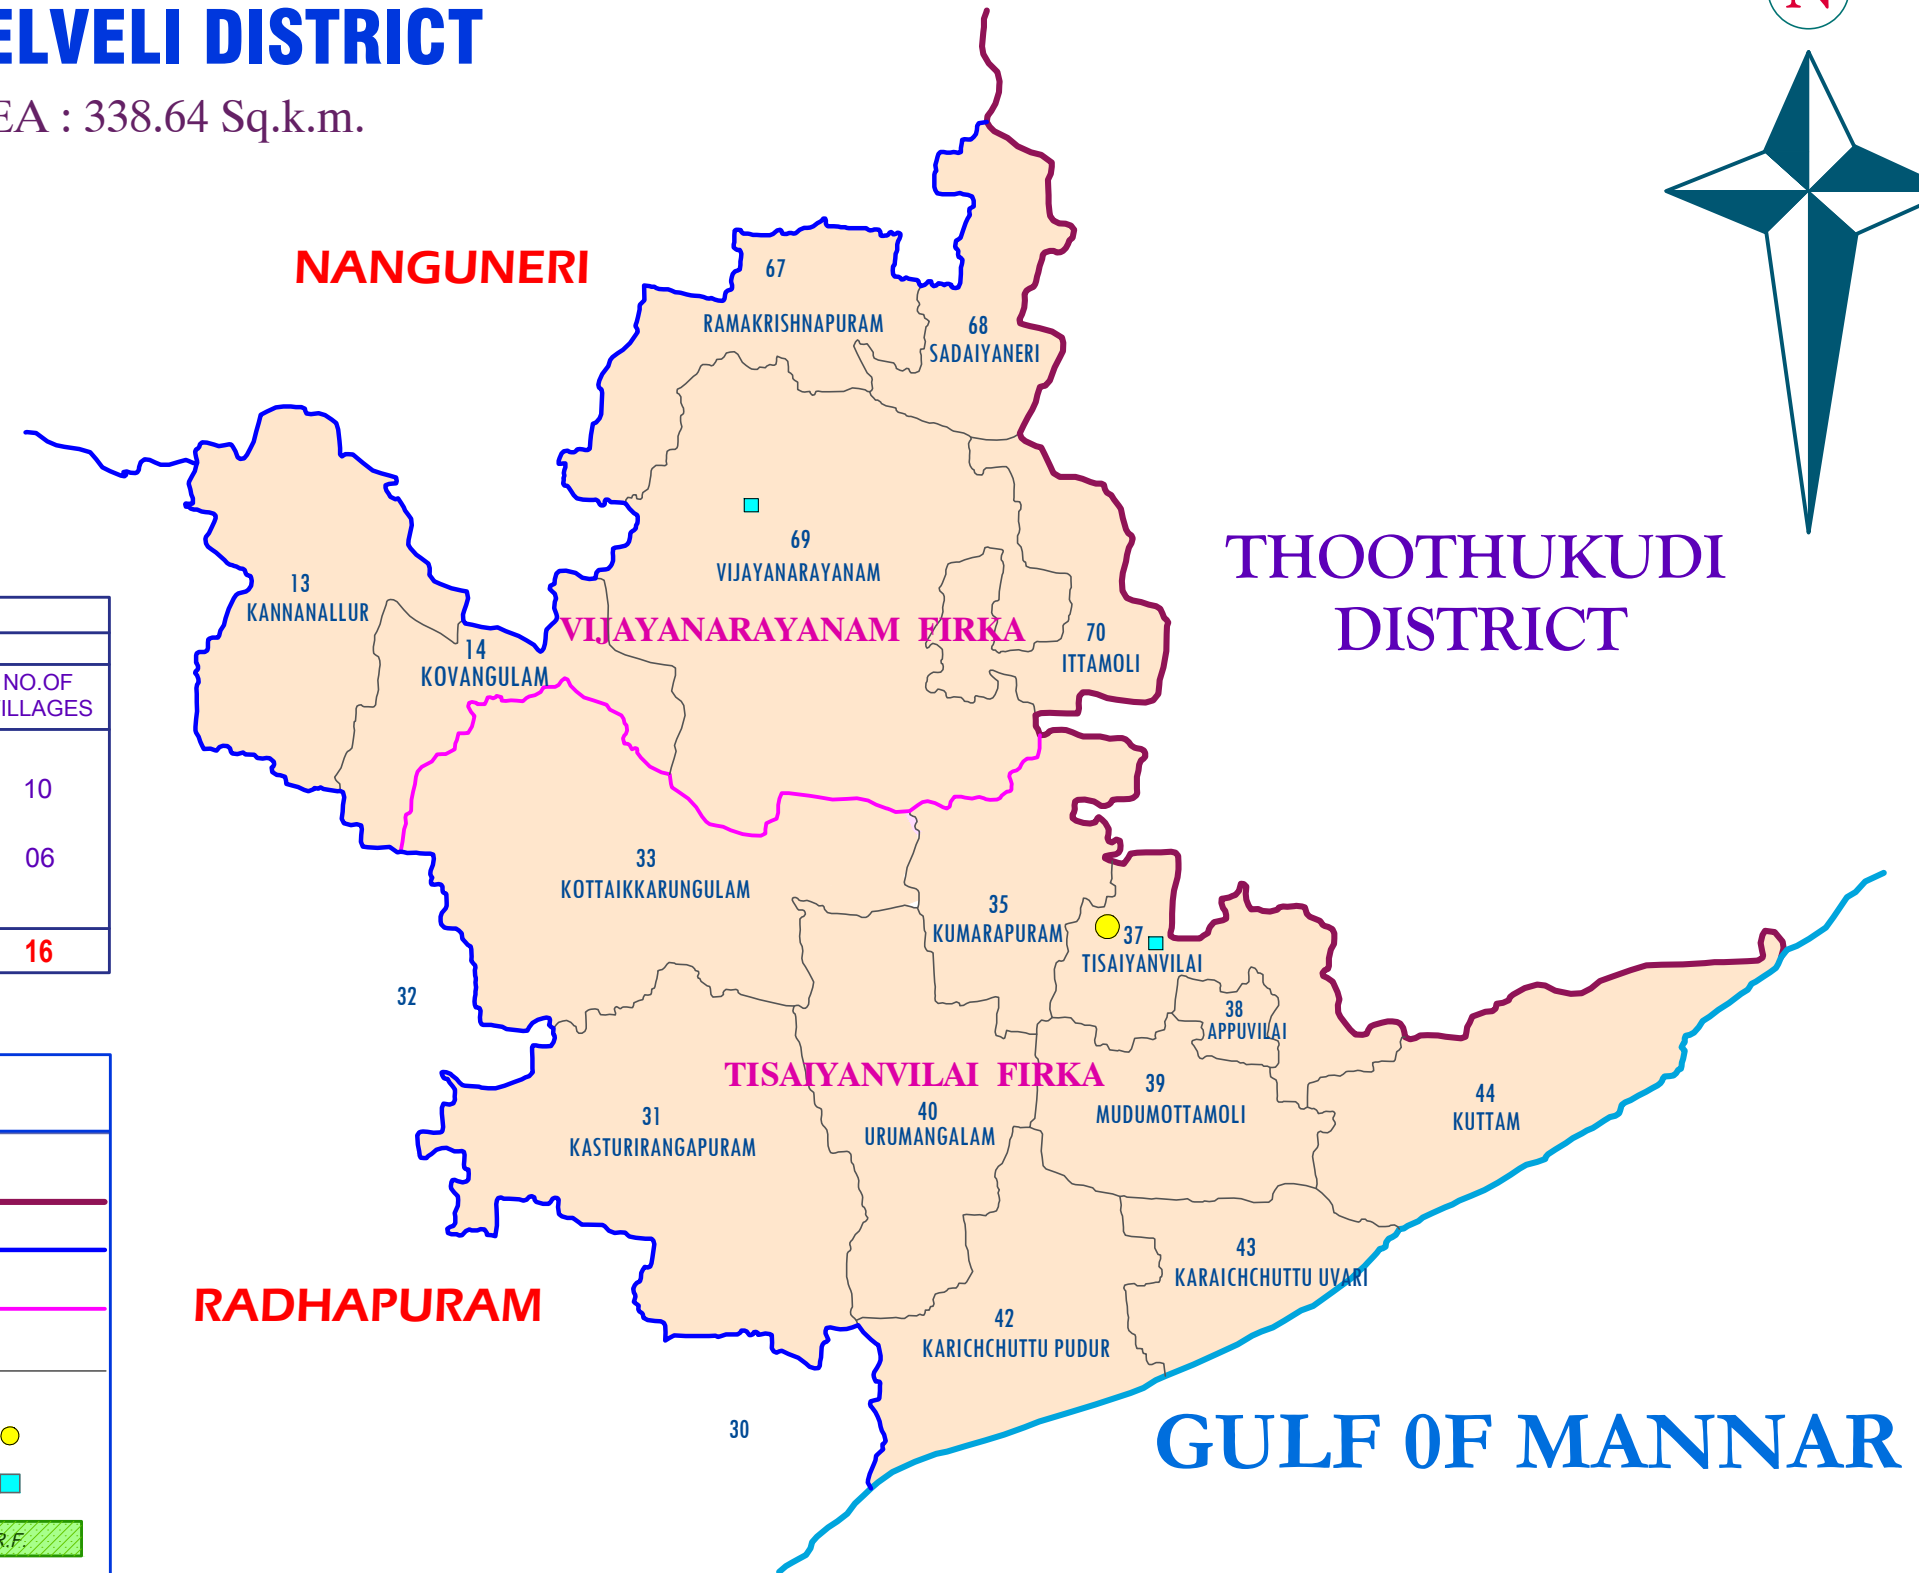 ELVELI DISTRICT
EA : 338.64 Sq.k.m.
N
NANGUNERI
67
RAMAKRISHNAPURAM
68
SADAIYANERI
69
VIJAYANARAYANAM
THOOTHUKUDI
DISTRICT
13
KANNANALLUR
VIJAYANARAYANAM FIRKA
14
KOVANGULAM
70
ITTAMOLI
NO.OF
ILLAGES
10
06
16
33
KOTTAIKKARUNGULAM
35
KUMARAPURAM
37
TISAIYANVILAI
32
38
APPUVILAI
TISAIYANVILAI FIRKA
39
MUDUMOTTAMOLI
44
KUTTAM
31
KASTURIRANGAPURAM
40
URUMANGALAM
43
KARAICHCHUTTU UVARI
RADHAPURAM
42
KARICHCHUTTU PUDUR
30
GULF 0F MANNAR
R.F.